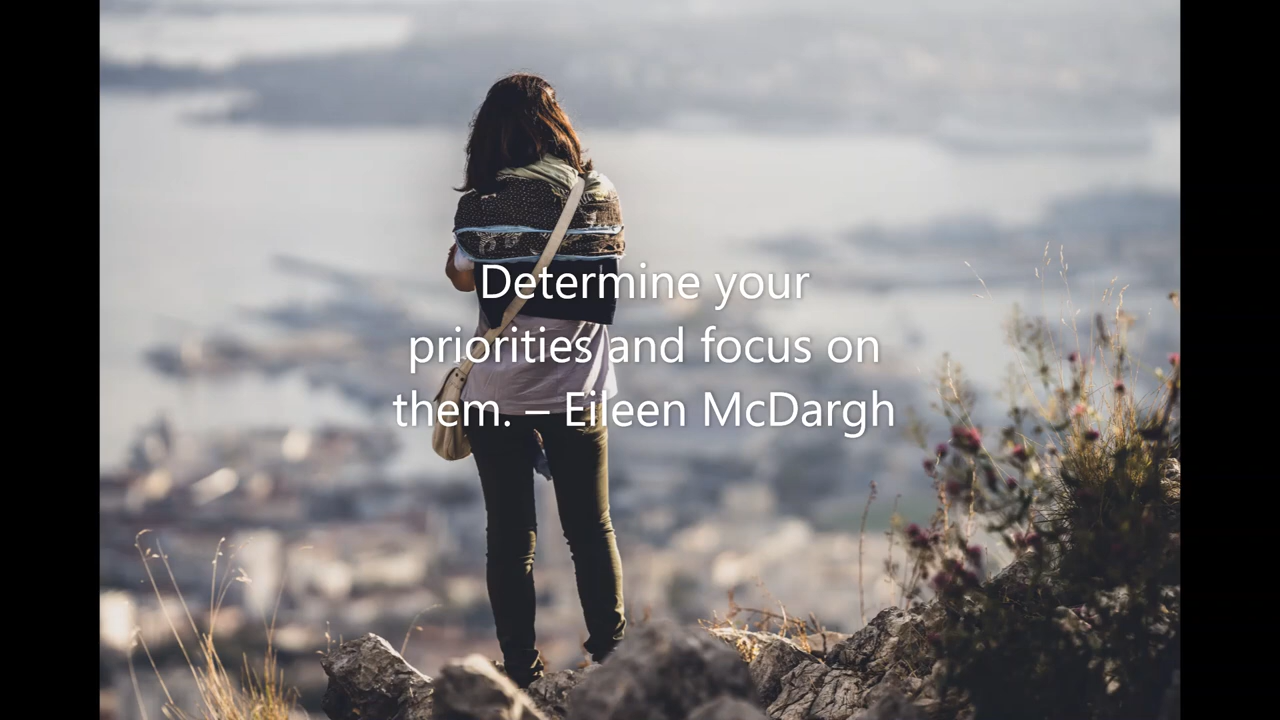 Determine your
priorities and focus on
them. – Eileen McDargh